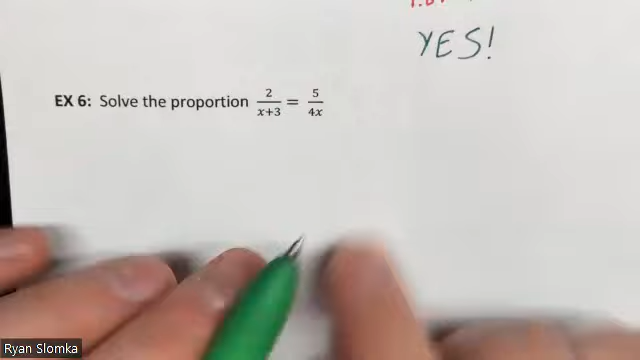 YES!
EX 6: Solve the proportion 2/(x+3) = 5/(4x)
Ryan Slomka